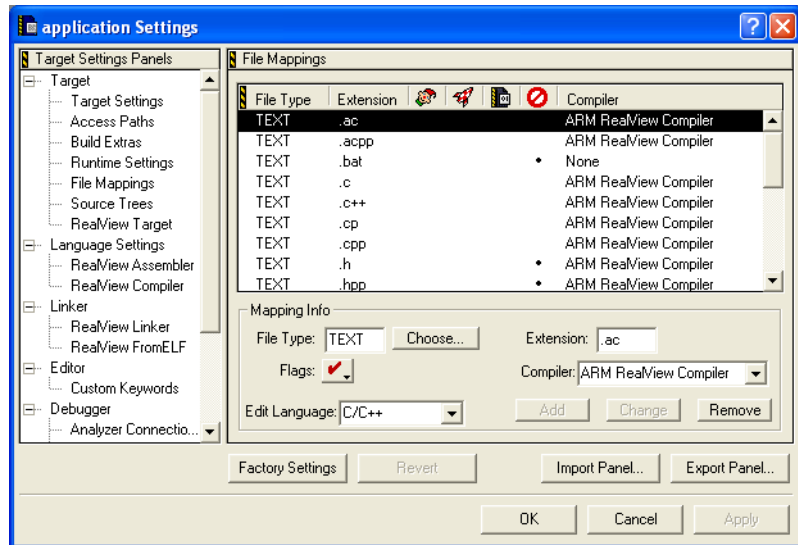 application Settings
Target Settings Panels
Target
Target Settings
Access Paths
Build Extras
Runtime Settings
File Mappings
Source Trees
RealView Target
Language Settings
RealView Assembler
RealView Compiler
Linker
RealView Linker
RealView FromELF
Editor
Custom Keywords
Debugger
Analyzer Connectio...
File Mappings
File Type Extension Compiler
TEXT .ac ARM RealView Compiler
TEXT .acpp ARM RealView Compiler
TEXT .bat • None
TEXT .c ARM RealView Compiler
TEXT .c++ ARM RealView Compiler
TEXT .cp ARM RealView Compiler
TEXT .cpp ARM RealView Compiler
TEXT .h • ARM RealView Compiler
TEXT .hpp • ARM RealView Compiler
Mapping Info
File Type: TEXT Choose... Extension: .ac
Flags: Compiler: ARM RealView Compiler
Edit Language: C/C++ Add Change Remove
Factory Settings Revert Import Panel... Export Panel...
OK Cancel Apply